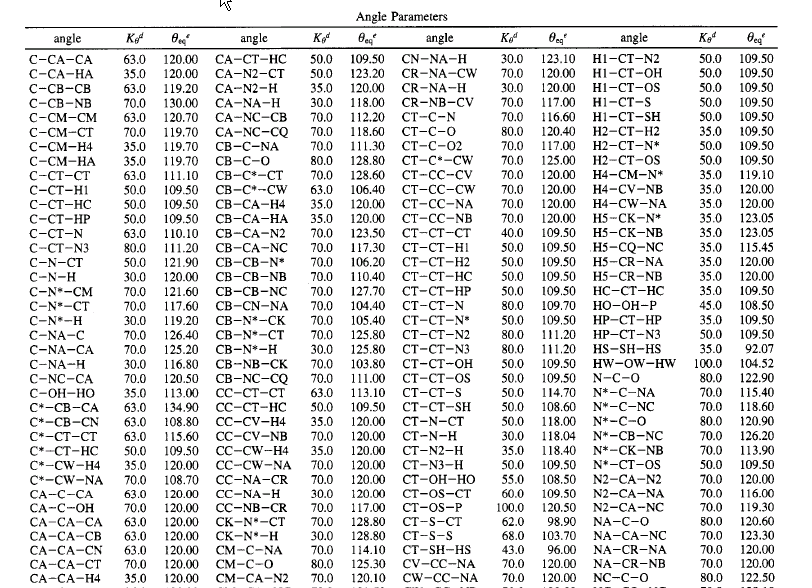 Angle Parameters
angle Kθ^d θeq^e angle Kθ^d θeq^e angle Kθ^d θeq^e angle Kθ^d θeq^e
C−CA−CA 63.0 120.00 CA−CT−HC 50.0 109.50 CN−NA−H 30.0 123.10 H1−CT−N2 50.0 109.50
C−CA−HA 35.0 120.00 CA−N2−CT 50.0 123.20 CR−NA−CW 70.0 120.00 H1−CT−OH 50.0 109.50
C−CB−CB 63.0 119.20 CA−N2−H 35.0 120.00 CR−NA−H 30.0 120.00 H1−CT−OS 50.0 109.50
C−CB−NB 70.0 130.00 CA−NA−H 30.0 118.00 CR−NB−CV 70.0 117.00 H1−CT−S 50.0 109.50
C−CM−CM 63.0 120.70 CA−NC−CB 70.0 112.20 CT−C−N 70.0 116.60 H1−CT−SH 50.0 109.50
C−CM−CT 70.0 119.70 CA−NC−CQ 70.0 118.60 CT−C−O 80.0 120.40 H2−CT−H2 35.0 109.50
C−CM−H4 35.0 119.70 CB−C−NA 70.0 111.30 CT−C−O2 70.0 117.00 H2−CT−N* 50.0 109.50
C−CM−HA 35.0 119.70 CB−C−O 80.0 128.80 CT−C*−CW 70.0 125.00 H2−CT−OS 50.0 109.50
C−CT−CT 63.0 111.10 CB−C*−CT 70.0 128.60 CT−CC−CV 70.0 120.00 H4−CM−N* 35.0 119.10
C−CT−H1 50.0 109.50 CB−C*−CW 63.0 106.40 CT−CC−CW 70.0 120.00 H4−CV−NB 35.0 120.00
C−CT−HC 50.0 109.50 CB−CA−H4 35.0 120.00 CT−CC−NA 70.0 120.00 H4−CW−NA 35.0 120.00
C−CT−HP 50.0 109.50 CB−CA−HA 35.0 120.00 CT−CC−NB 70.0 120.00 H5−CK−N* 35.0 123.05
C−CT−N 63.0 110.10 CB−CA−N2 70.0 123.50 CT−CT−CT 40.0 109.50 H5−CK−NB 35.0 123.05
C−CT−N3 80.0 111.20 CB−CA−NC 70.0 117.30 CT−CT−H1 50.0 109.50 H5−CQ−NC 35.0 115.45
C−N−CT 50.0 121.90 CB−CB−N* 70.0 106.20 CT−CT−H2 50.0 109.50 H5−CR−NA 35.0 120.00
C−N−H 30.0 120.00 CB−CB−NB 70.0 110.40 CT−CT−HC 50.0 109.50 H5−CR−NB 35.0 120.00
C−N*−CM 70.0 121.60 CB−CB−NC 70.0 127.70 CT−CT−HP 50.0 109.50 HC−CT−HC 35.0 109.50
C−N*−CT 70.0 117.60 CB−CN−NA 70.0 104.40 CT−CT−N 80.0 109.70 HO−OH−P 45.0 108.50
C−N*−H 30.0 119.20 CB−N*−CK 70.0 105.40 CT−CT−N* 50.0 109.50 HP−CT−HP 35.0 109.50
C−NA−C 70.0 126.40 CB−N*−CT 70.0 125.80 CT−CT−N2 80.0 111.20 HP−CT−N3 50.0 109.50
C−NA−CA 70.0 125.20 CB−N*−H 30.0 125.80 CT−CT−N3 80.0 111.20 HS−SH−HS 35.0 92.07
C−NA−H 30.0 116.80 CB−NB−CK 70.0 103.80 CT−CT−OH 50.0 109.50 HW−OW−HW 100.0 104.52
C−NC−CA 70.0 120.50 CB−NC−CQ 70.0 111.00 CT−CT−OS 50.0 109.50 N−C−O 80.0 122.90
C−OH−HO 35.0 113.00 CC−CT−CT 63.0 113.10 CT−CT−S 50.0 114.70 N*−C−NA 70.0 115.40
C*−CB−CA 63.0 134.90 CC−CT−HC 50.0 109.50 CT−CT−SH 50.0 108.60 N*−C−NC 70.0 118.60
C*−CB−CN 63.0 108.80 CC−CV−H4 35.0 120.00 CT−N−CT 50.0 118.00 N*−C−O 80.0 120.90
C*−CT−CT 63.0 115.60 CC−CV−NB 70.0 120.00 CT−N−H 30.0 118.04 N*−CB−NC 70.0 126.20
C*−CT−HC 50.0 109.50 CC−CW−H4 35.0 120.00 CT−N2−H 35.0 118.40 N*−CK−NB 70.0 113.90
C*−CW−H4 35.0 120.00 CC−CW−NA 70.0 120.00 CT−N3−H 50.0 109.50 N*−CT−OS 50.0 109.50
C*−CW−NA 70.0 108.70 CC−NA−CR 70.0 120.00 CT−OH−HO 55.0 108.50 N2−CA−N2 70.0 120.00
CA−C−CA 63.0 120.00 CC−NA−H 30.0 120.00 CT−OS−CT 60.0 109.50 N2−CA−NA 70.0 116.00
CA−C−OH 70.0 120.00 CC−NB−CR 70.0 117.00 CT−OS−P 100.0 120.50 N2−CA−NC 70.0 119.30
CA−CA−CA 63.0 120.00 CK−N*−CT 70.0 128.80 CT−S−CT 62.0 98.90 NA−C−O 80.0 120.60
CA−CA−CB 63.0 120.00 CK−N*−H 30.0 128.80 CT−S−S 68.0 103.70 NA−CA−NC 70.0 123.30
CA−CA−CN 63.0 120.00 CM−C−NA 70.0 114.10 CT−SH−HS 43.0 96.00 NA−CR−NA 70.0 120.00
CA−CA−CT 70.0 120.00 CM−C−O 80.0 125.30 CV−CC−NA 70.0 120.00 NA−CR−NB 70.0 120.00
CA−CA−H4 35.0 120.00 CM−CA−N2 70.0 120.10 CW−CC−NA 70.0 120.00 NC−C−O 80.0